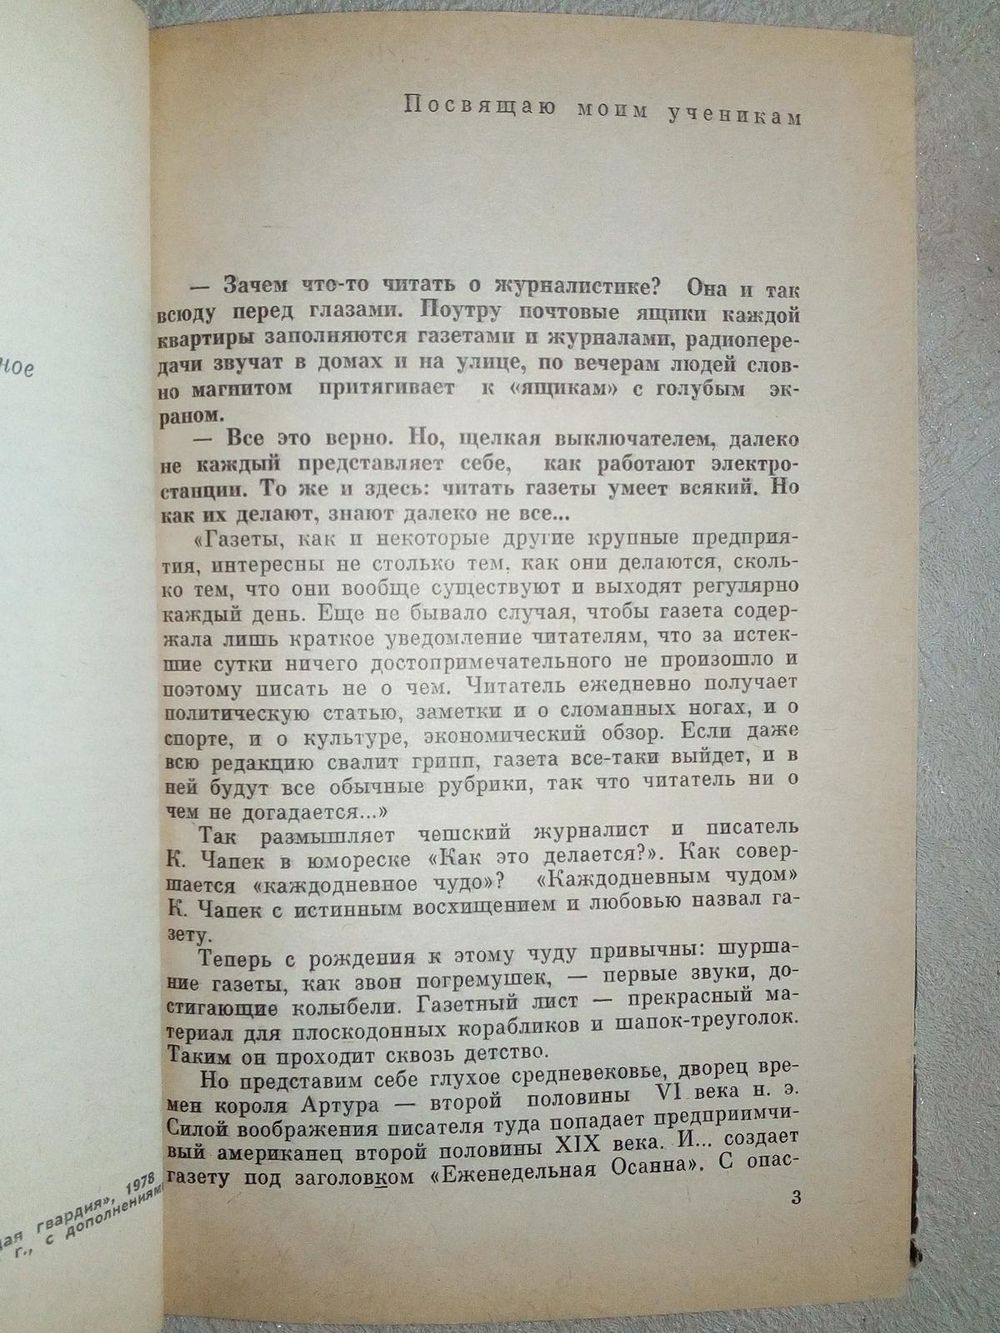 Посвящаю моим ученикам
— Зачем что-то читать о журналистике? Она и так
всюду перед глазами. Поутру почтовые ящики каждой
квартиры заполняются газетами и журналами, радиопере-
дачи звучат в домах и на улице, по вечерам людей слов-
но магнитом притягивает к «ящикам» с голубым эк-
раном.
— Все это верно. Но, щелкая выключателем, далеко
не каждый представляет себе, как работают электро-
станции. То же и здесь: читать газеты умеет всякий. Но
как их делают, знают далеко не все...
«Газеты, как и некоторые другие крупные предприя-
тия, интересны не столько тем, как они делаются, сколь-
ко тем, что они вообще существуют и выходят регулярно
каждый день. Еще не бывало случая, чтобы газета содер-
жала лишь краткое уведомление читателям, что за истек-
шие сутки ничего достопримечательного не произошло и
поэтому писать не о чем. Читатель ежедневно получает
политическую статью, заметки и о сломанных ногах, и о
спорте, и о культуре, экономический обзор. Если даже
всю редакцию свалит грипп, газета все-таки выйдет, и в
ней будут все обычные рубрики, так что читатель ни о
чем не догадается...»
Так размышляет чешский журналист и писатель
К. Чапек в юмореске «Как это делается?». Как совер-
шается «каждодневное чудо»? «Каждодневным чудом»
К. Чапек с истинным восхищением и любовью назвал га-
зету.
Теперь с рождения к этому чуду привычны: шурша-
ние газеты, как звон погремушек, — первые звуки, до-
стигающие колыбели. Газетный лист — прекрасный ма-
териал для плоскодонных корабликов и шапок-треуголок.
Таким он проходит сквозь детство.
Но представим себе глухое средневековье, дворец вре-
мен короля Артура — второй половины VI века н. э.
Силой воображения писателя туда попадает предприимчи-
вый американец второй половины XIX века. И... создает
газету под заголовком «Еженедельная Осанна». С опас-
3
ное
дая гвардия», 1978
г., с дополнениями